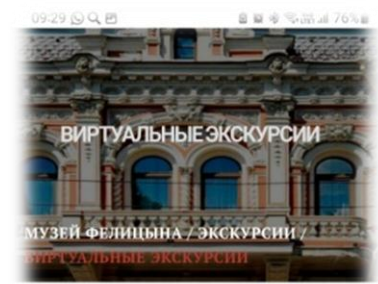 09:29
76%
ВИРТУАЛЬНЫЕ ЭКСКУРСИИ
МУЗЕЙ ФЕЛИЦЫНА / ЭКСКУРСИИ /
ВИРТУАЛЬНЫЕ ЭКСКУРСИИ